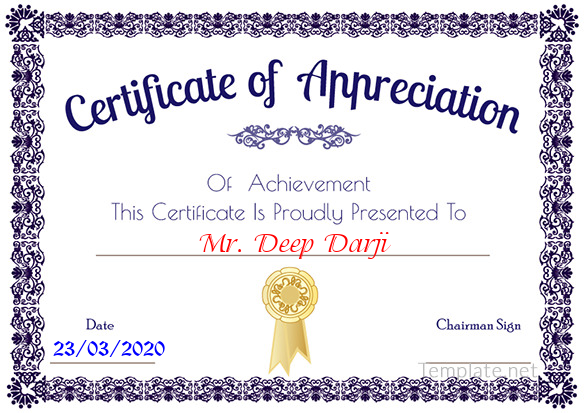 Certificate of Appreciation
Of Achievement
This Certificate Is Proudly Presented To
Mr. Deep Darji
Date
Chairman Sign
23/03/2020
Template.net